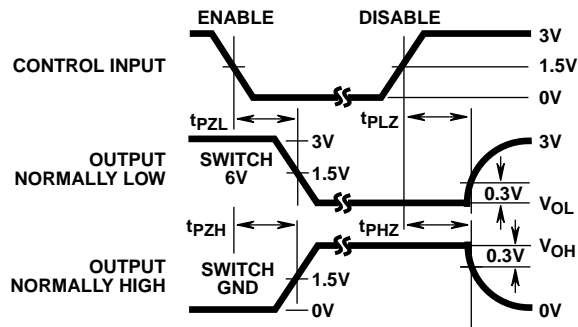 ENABLE DISABLE
CONTROL INPUT
3V
1.5V
0V
tPZL tPLZ
OUTPUT
NORMALLY LOW
SWITCH
6V
3V
1.5V
3V
0.3V
VOL
tPZH tPHZ
VOH
0.3V
OUTPUT
NORMALLY HIGH
SWITCH
GND
1.5V
0V
0V